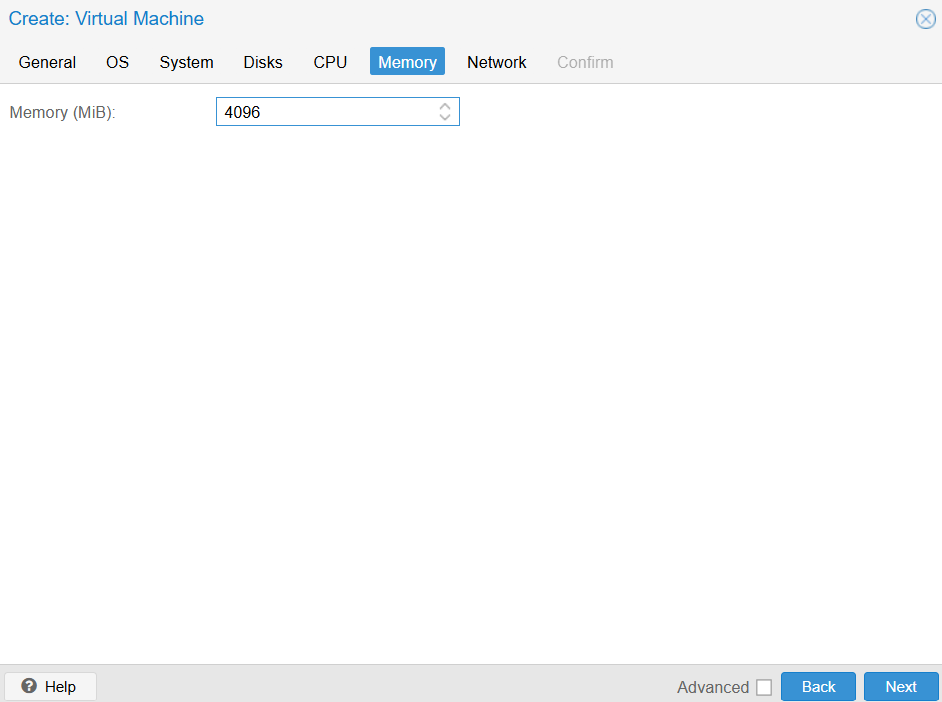 Create: Virtual Machine
General OS System Disks CPU Memory Network Confirm
Memory (MiB): 4096
Help Advanced Back Next